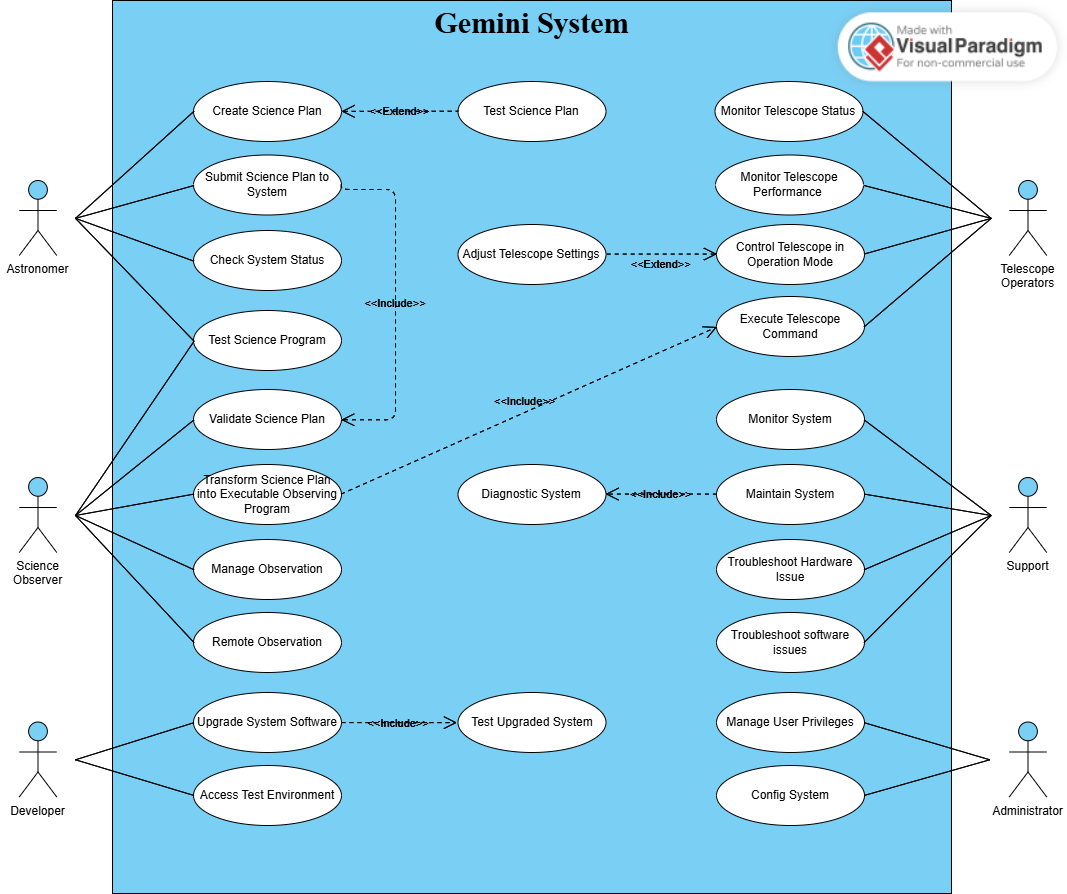 Gemini System
Made with
VisualParadigm
For non-commercial use
Create Science Plan
<<Extend>>
Test Science Plan
Monitor Telescope Status
Submit Science Plan to
System
Monitor Telescope
Performance
Astronomer
Check System Status
Adjust Telescope Settings
<<Extend>>
Control Telescope in
Operation Mode
Telescope
Operators
<<Include>>
Test Science Program
Execute Telescope
Command
Validate Science Plan
<<Include>>
Monitor System
Transform Science Plan
into Executable Observing
Program
Diagnostic System
<<Include>>
Maintain System
Science
Observer
Manage Observation
Troubleshoot Hardware
Issue
Support
Remote Observation
Troubleshoot software
issues
Upgrade System Software
<<Include>>
Test Upgraded System
Manage User Privileges
Developer
Access Test Environment
Config System
Administrator